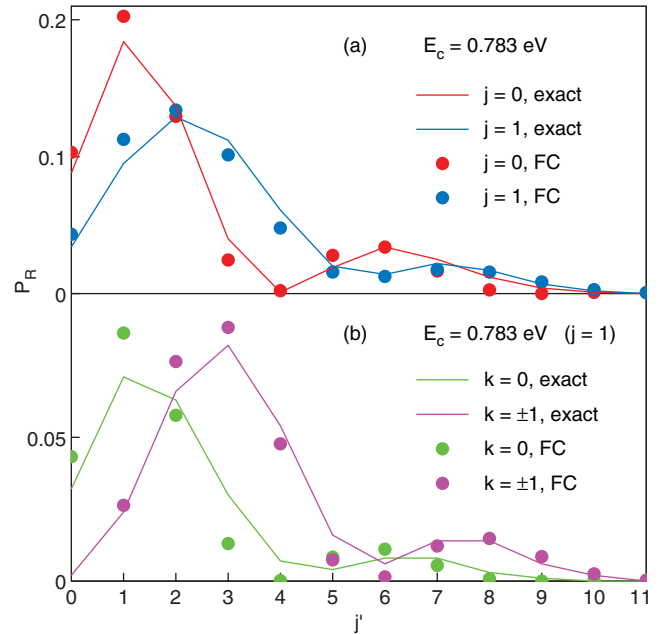 0.2
(a)
E_c = 0.783 eV
j = 0, exact
j = 1, exact
0.1
j = 0, FC
j = 1, FC
0
P_R
(b)
E_c = 0.783 eV (j = 1)
k = 0, exact
k = ±1, exact
0.05
k = 0, FC
k = ±1, FC
0
0 1 2 3 4 5 6 7 8 9 10 11
j'